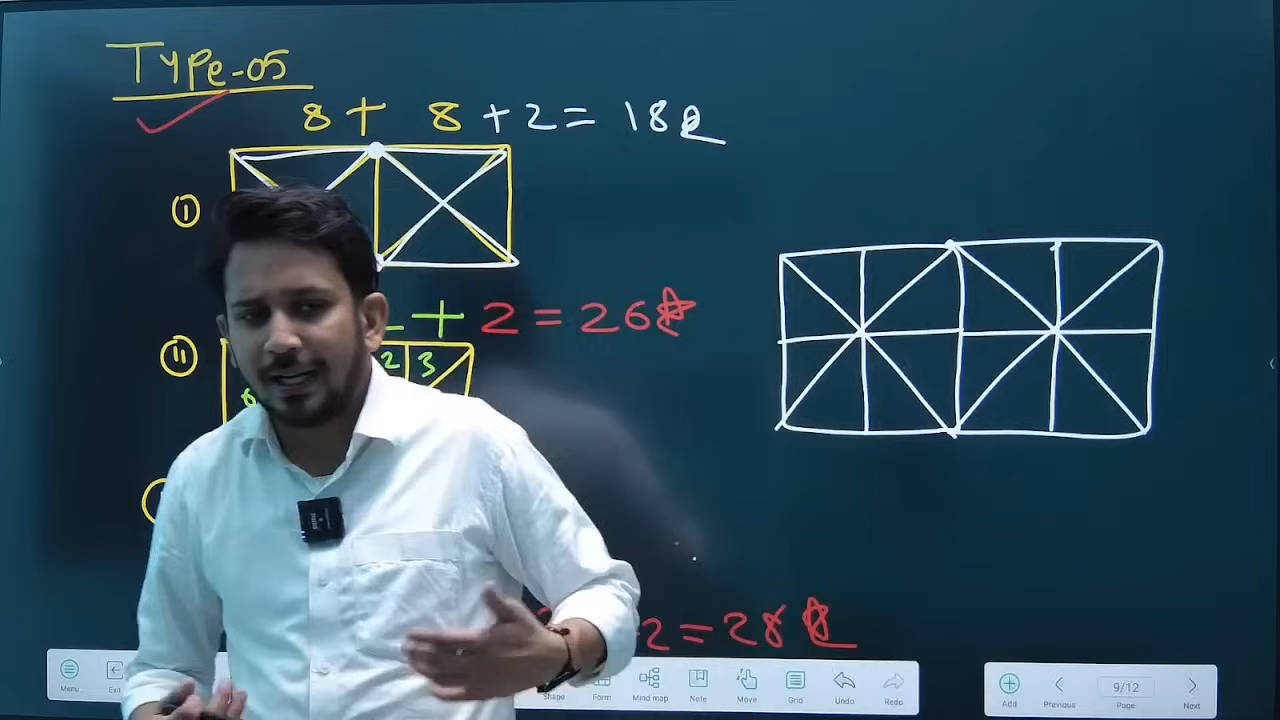 Type-05
8 + 8 + 2 = 18
①
+ 2 = 26
②
2 3
2 = 28
Menu Exit Shape Form Mind map Note Move Grid Undo Redo
Add Previous 9/12 Page Next